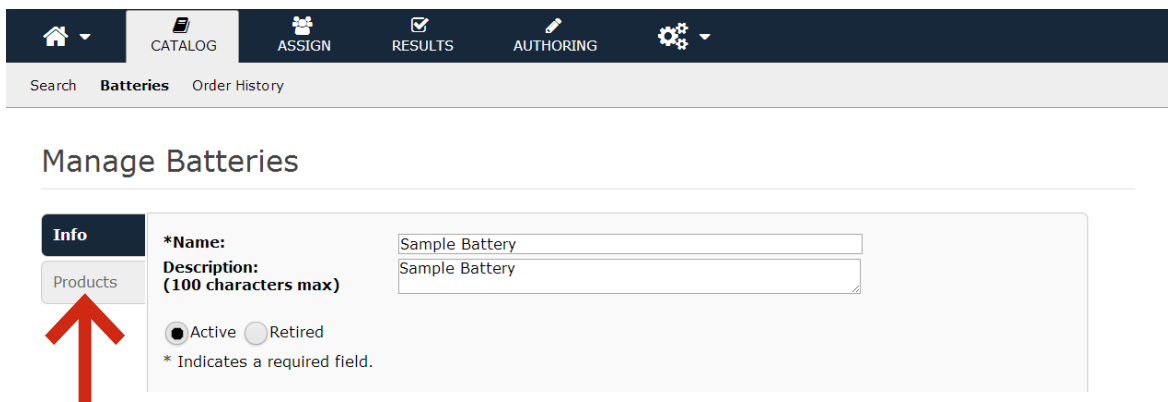 CATALOG ASSIGN RESULTS AUTHORING
Search Batteries Order History
Manage Batteries
Info
*Name: Sample Battery
Description: Sample Battery
(100 characters max)
Products
Active Retired
* Indicates a required field.